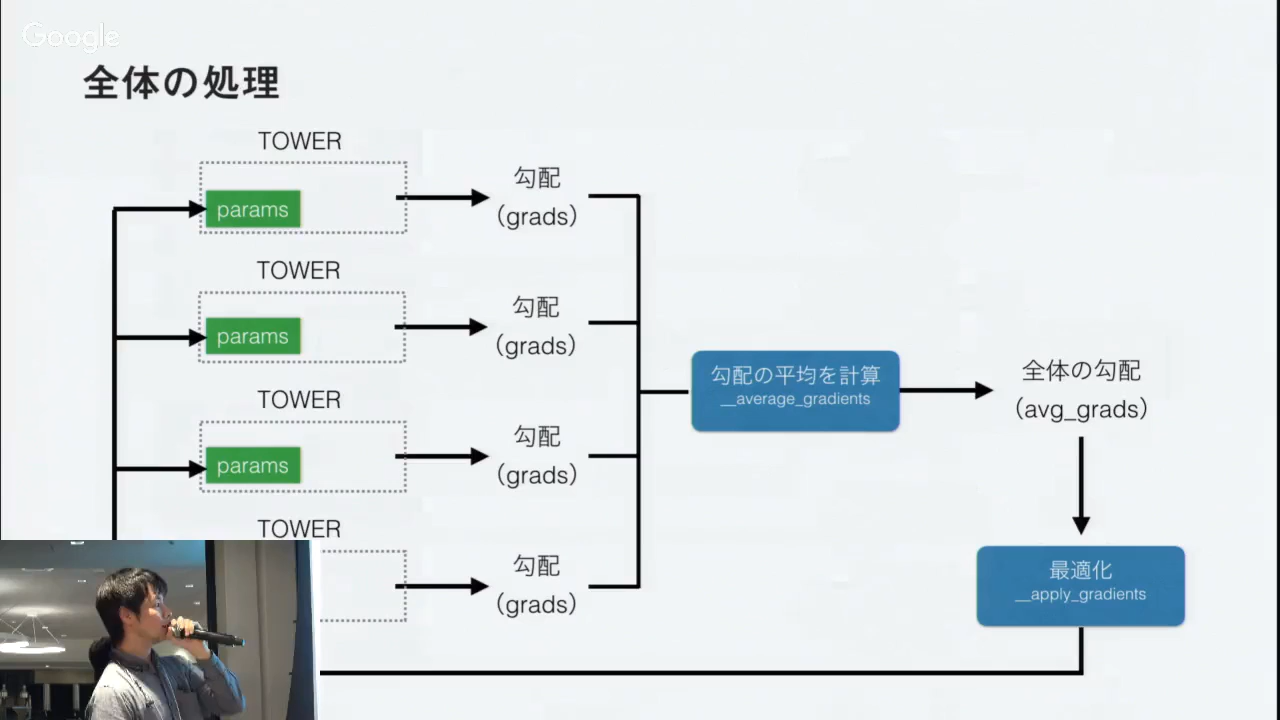 Google
全体の処理
TOWER
params
勾配
(grads)
TOWER
params
勾配
(grads)
TOWER
params
勾配
(grads)
TOWER
勾配
(grads)
勾配の平均を計算
__average_gradients
全体の勾配
(avg_grads)
最適化
__apply_gradients